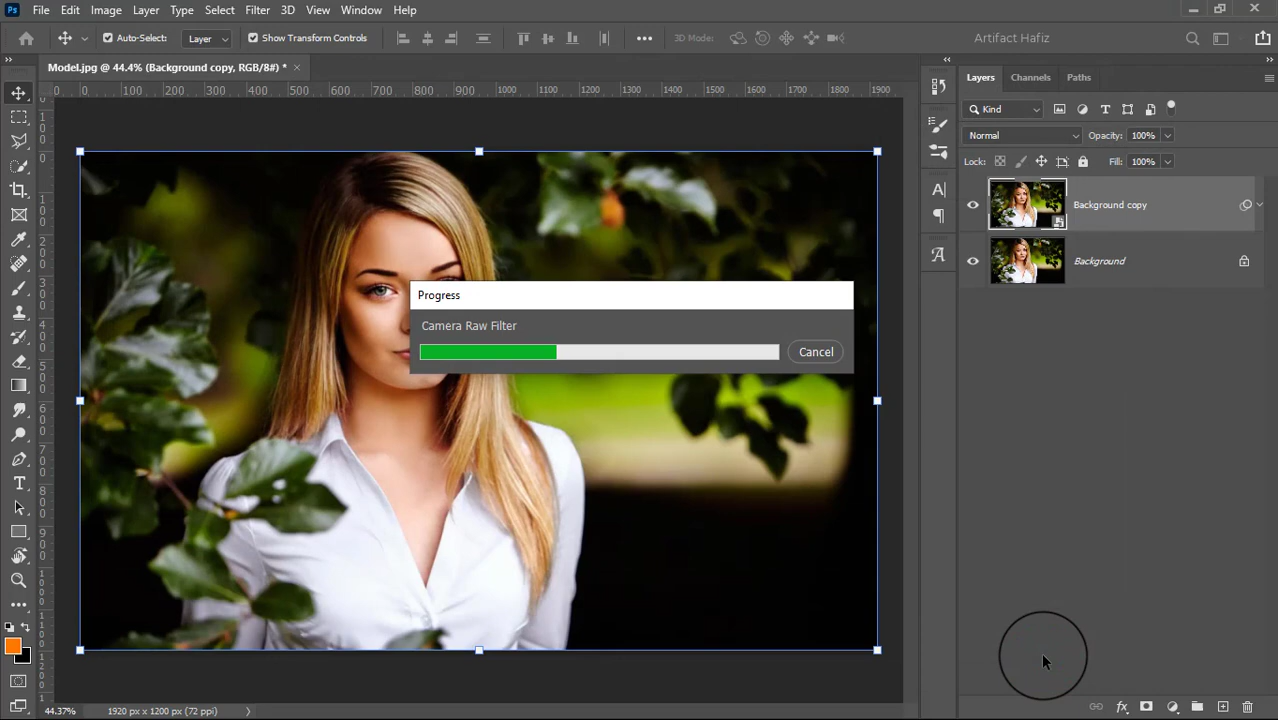 Ps File Edit Image Layer Type Select Filter 3D View Window Help
Auto-Select: Layer Show Transform Controls 3D Mode: Artifact Hafiz
Model.jpg @ 44.4% (Background copy, RGB/8#) *
0 100 200 300 400 500 600 700 800 900 1000 1100 1200 1300 1400 1500 1600 1700 1800 1900
Layers Channels Paths
Kind
Normal Opacity: 100%
Lock: Fill: 100%
Background copy
Background
Progress
Camera Raw Filter
Cancel
44.37% 1920 px x 1200 px (72 ppi)